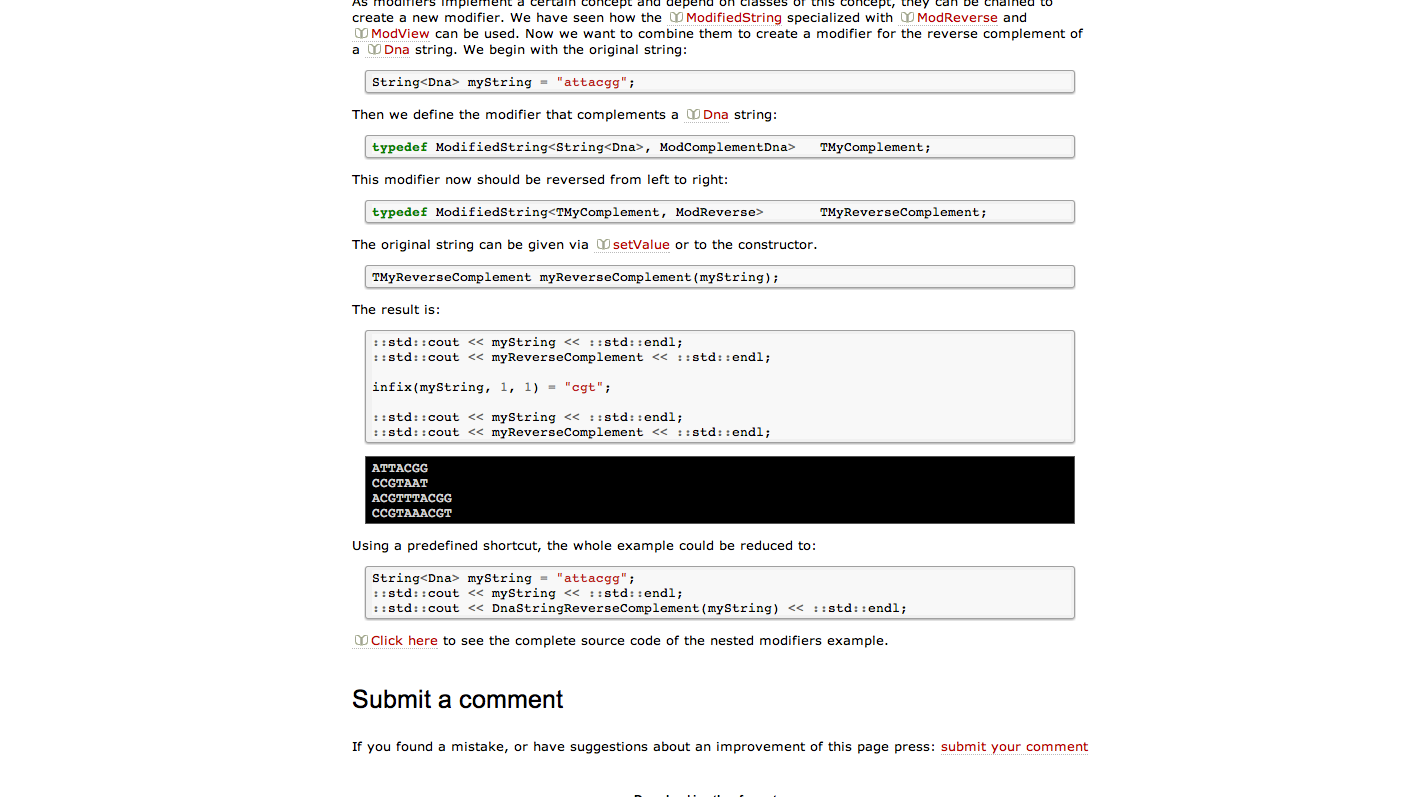 As modifiers implement a certain concept and depend on classes of this concept, they can be chained to
create a new modifier. We have seen how the ModifiedString specialized with ModReverse and
ModView can be used. Now we want to combine them to create a modifier for the reverse complement of
a Dna string. We begin with the original string:
String<Dna> myString = "attacgg";
Then we define the modifier that complements a Dna string:
typedef ModifiedString<String<Dna>, ModComplementDna>   TMyComplement;
This modifier now should be reversed from left to right:
typedef ModifiedString<TMyComplement, ModReverse>       TMyReverseComplement;
The original string can be given via setValue or to the constructor.
TMyReverseComplement myReverseComplement(myString);
The result is:
::std::cout << myString << ::std::endl;
::std::cout << myReverseComplement << ::std::endl;
infix(myString, 1, 1) = "cgt";
::std::cout << myString << ::std::endl;
::std::cout << myReverseComplement << ::std::endl;
ATTACGG
CCGTAAT
ACGTTTACGG
CCGTAAACGT
Using a predefined shortcut, the whole example could be reduced to:
String<Dna> myString = "attacgg";
::std::cout << myString << ::std::endl;
::std::cout << DnaStringReverseComplement(myString) << ::std::endl;
Click here to see the complete source code of the nested modifiers example.
Submit a comment
If you found a mistake, or have suggestions about an improvement of this page press: submit your comment